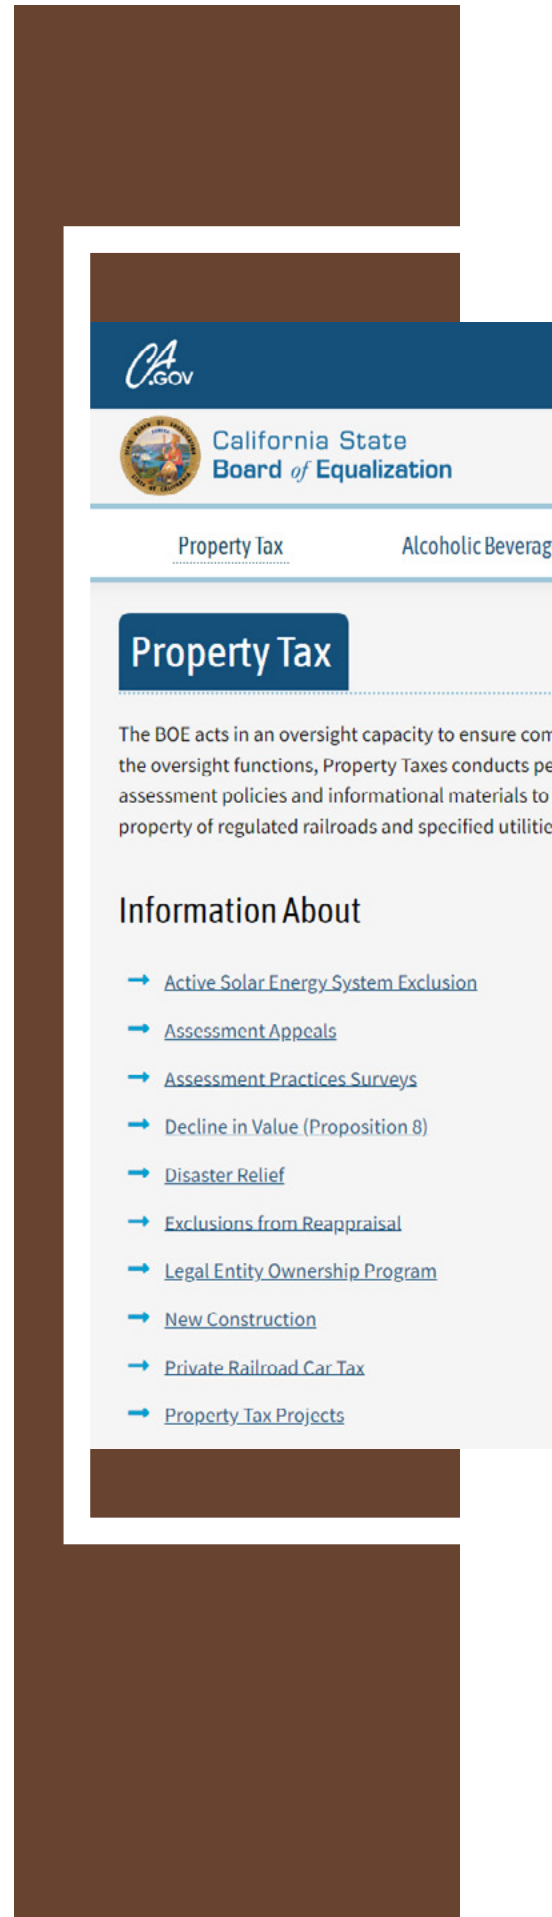 CA
.GOV
California State
Board of Equalization
Property Tax
Alcoholic Beverag
Property Tax
The BOE acts in an oversight capacity to ensure com
the oversight functions, Property Taxes conducts pe
assessment policies and informational materials to
property of regulated railroads and specified utilitie
Information About
Active Solar Energy System Exclusion
Assessment Appeals
Assessment Practices Surveys
Decline in Value (Proposition 8)
Disaster Relief
Exclusions from Reappraisal
Legal Entity Ownership Program
New Construction
Private Railroad Car Tax
Property Tax Projects